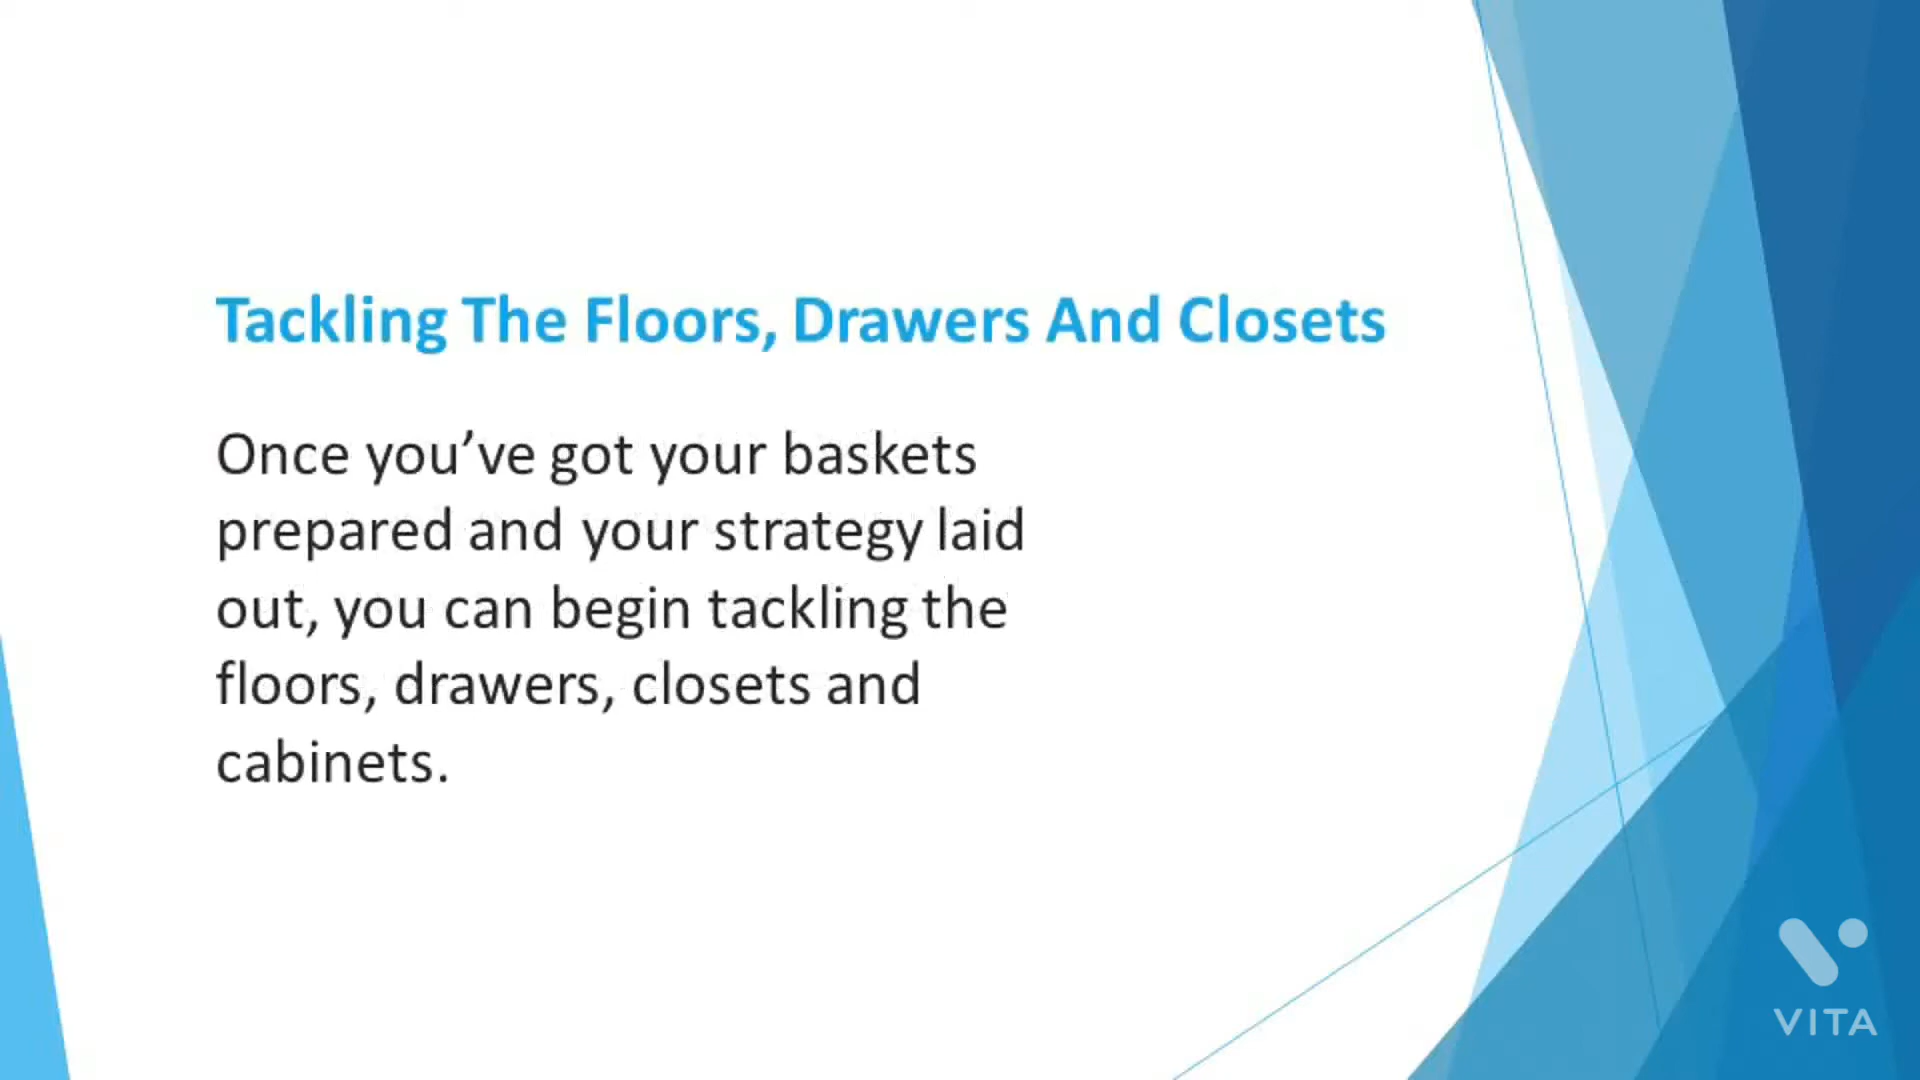 Tackling The Floors, Drawers And Closets
Once you’ve got your baskets
prepared and your strategy laid
out, you can begin tackling the
floors, drawers, closets and
cabinets.
VITA